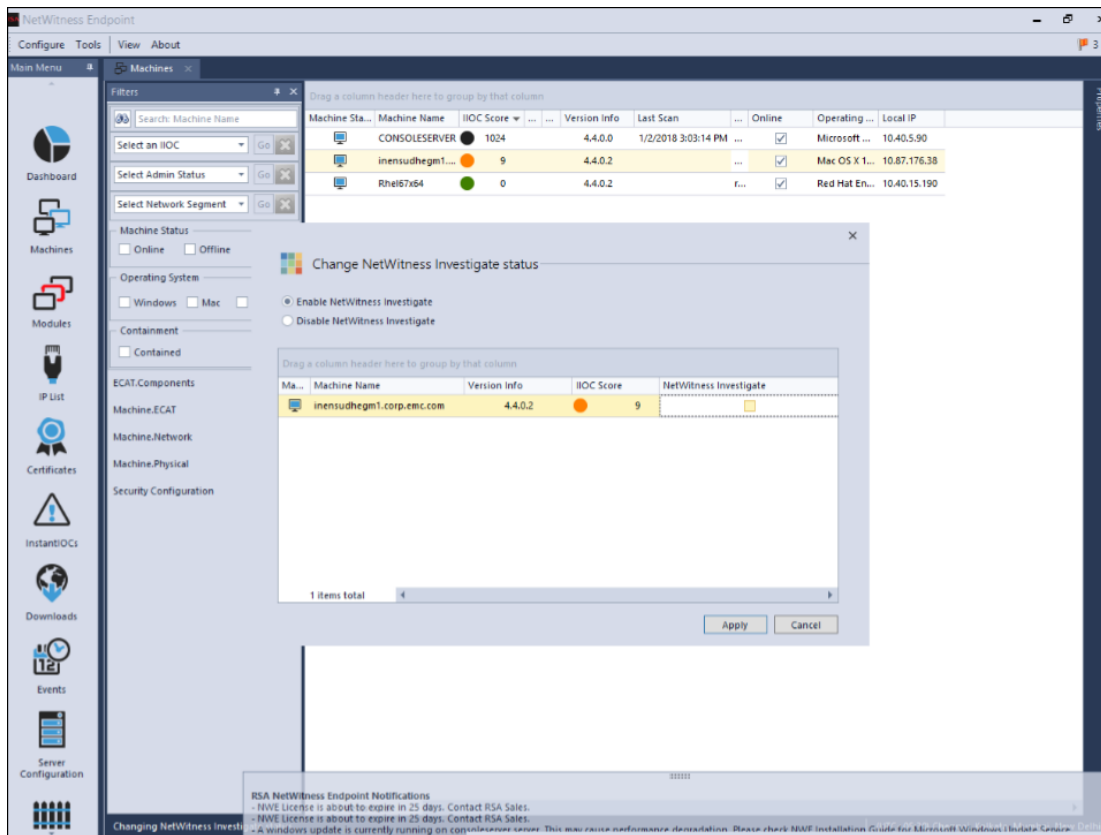 NetWitness Endpoint
Configure Tools View About 3
Main Menu
Machines
Filters
Search: Machine Name
Select an IIOC Go
Select Admin Status Go
Select Network Segment Go
Machine Status
Online Offline
Operating System
Windows Mac
Containment
Contained
ECAT.Components
Machine.ECAT
Machine.Network
Machine.Physical
Security Configuration
Dashboard
Machines
Modules
IP List
Certificates
InstantIOCs
Downloads
Events
Server
Configuration
Drag a column header here to group by that column
Machine Sta... Machine Name IIOC Score ... ... Version Info Last Scan ... Online Operating ... Local IP
CONSOLESERVER 1024 4.4.0.0 1/2/2018 3:03:14 PM ... Microsoft ... 10.40.5.90
inensudhegm1.... 9 4.4.0.2 ... Mac OS X 1... 10.87.176.38
Rhel67x64 0 4.4.0.2 r... Red Hat En... 10.40.15.190
Properties
Change NetWitness Investigate status
Enable NetWitness Investigate
Disable NetWitness Investigate
Drag a column header here to group by that column
Ma... Machine Name Version Info IIOC Score NetWitness Investigate
inensudhegm1.corp.emc.com 4.4.0.2 9
1 items total
Apply Cancel
RSA NetWitness Endpoint Notifications
- NWE License is about to expire in 25 days. Contact RSA Sales.
- NWE License is about to expire in 25 days. Contact RSA Sales.
- A windows update is currently running on consoleserver server. This may cause performance degradation. Please check NWE Installation Guide for Microsoft Windows Update Service
Changing NetWitness Investig